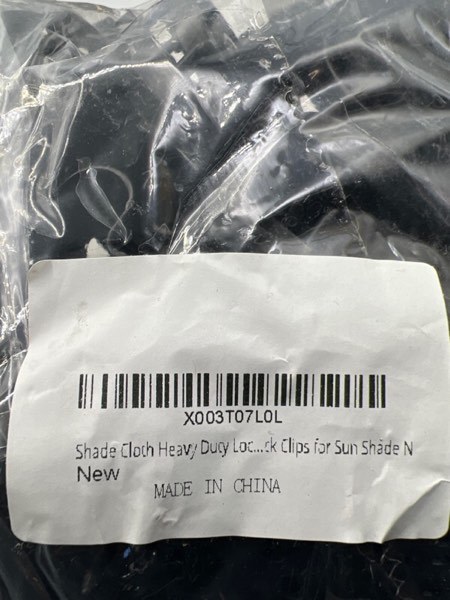 X003T07L0L
Shade Cloth Heavy Duty Loc...ck Clips for Sun Shade N
New
MADE IN CHINA